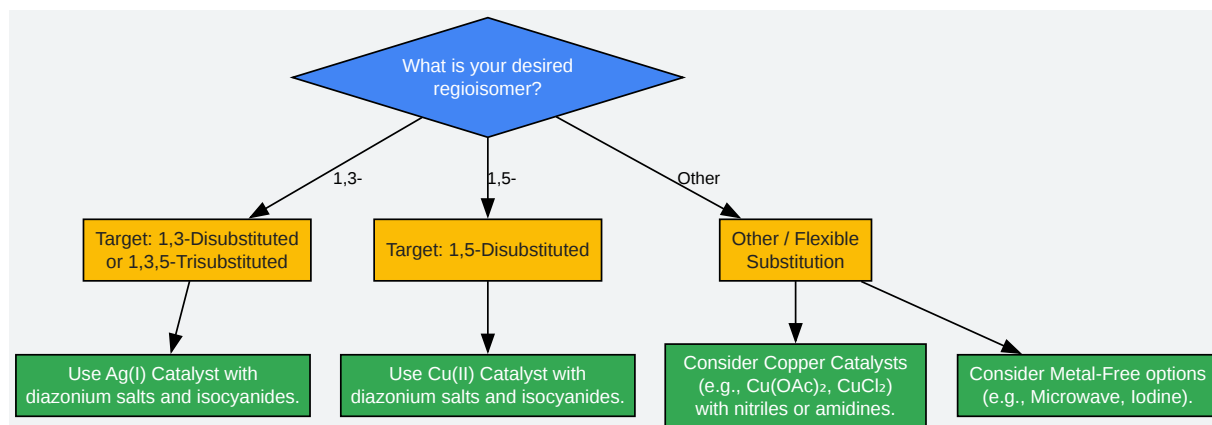 What is your desired
regioisomer?
1,3-
1,5-
Other
Target: 1,3-Disubstituted
or 1,3,5-Trisubstituted
Target: 1,5-Disubstituted
Other / Flexible
Substitution
Use Ag(I) Catalyst with
diazonium salts and isocyanides.
Use Cu(II) Catalyst with
diazonium salts and isocyanides.
Consider Copper Catalysts
(e.g., Cu(OAc)₂, CuCl₂)
with nitriles or amidines.
Consider Metal-Free options
(e.g., Microwave, Iodine).